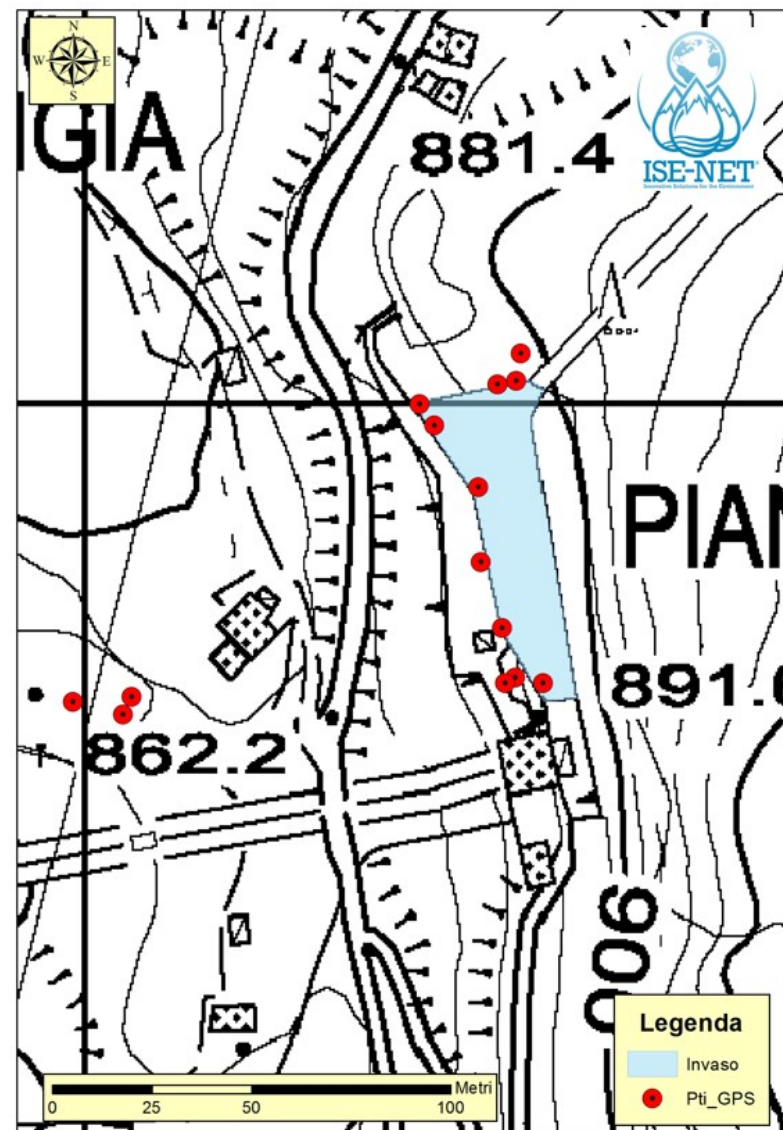 N
W E
S
IGIA
881.4
ISE-NET
Innovative Solutions for the Environment
PIAN
891.6
862.2
900
Legenda
Invaso
Pti_GPS
Metri
0 25 50 100